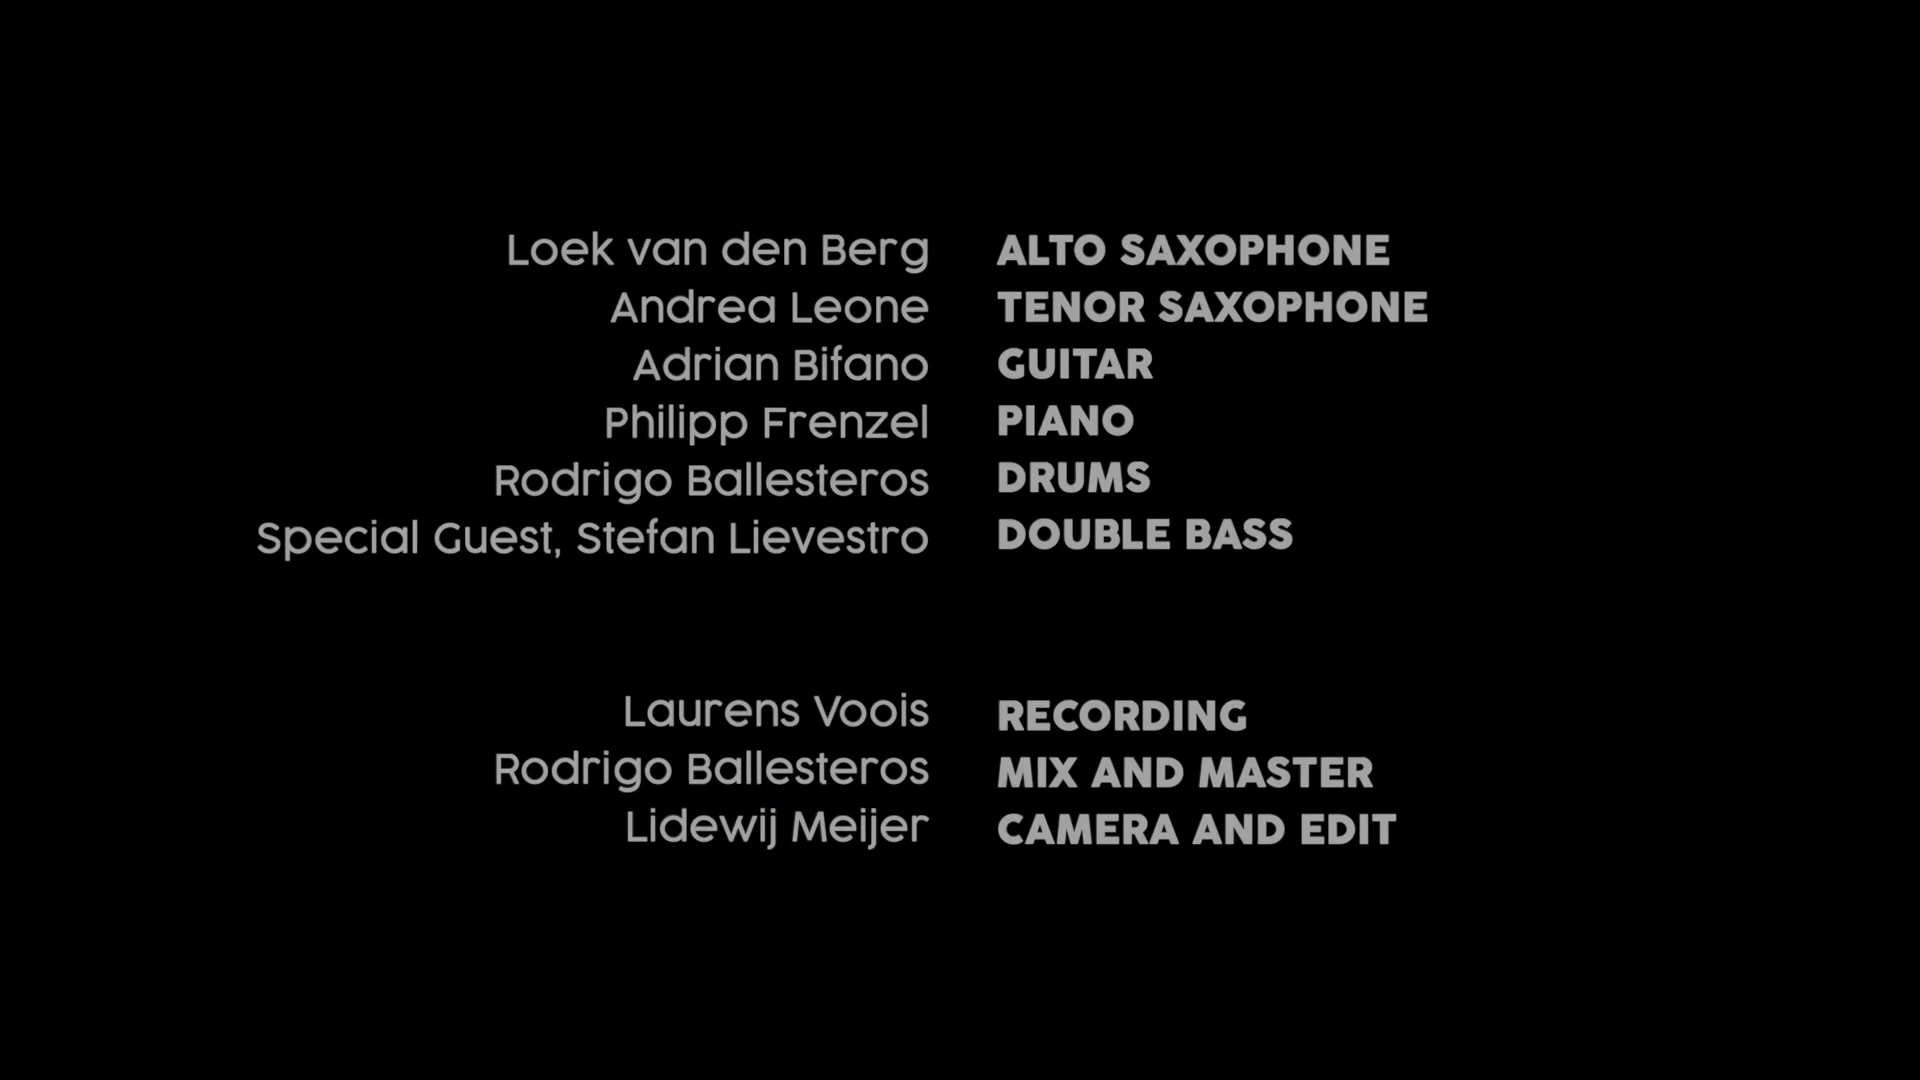 Loek van den Berg ALTO SAXOPHONE
Andrea Leone TENOR SAXOPHONE
Adrian Bifano GUITAR
Philipp Frenzel PIANO
Rodrigo Ballesteros DRUMS
Special Guest, Stefan Lievestro DOUBLE BASS
Laurens Voois RECORDING
Rodrigo Ballesteros MIX AND MASTER
Lidewij Meijer CAMERA AND EDIT